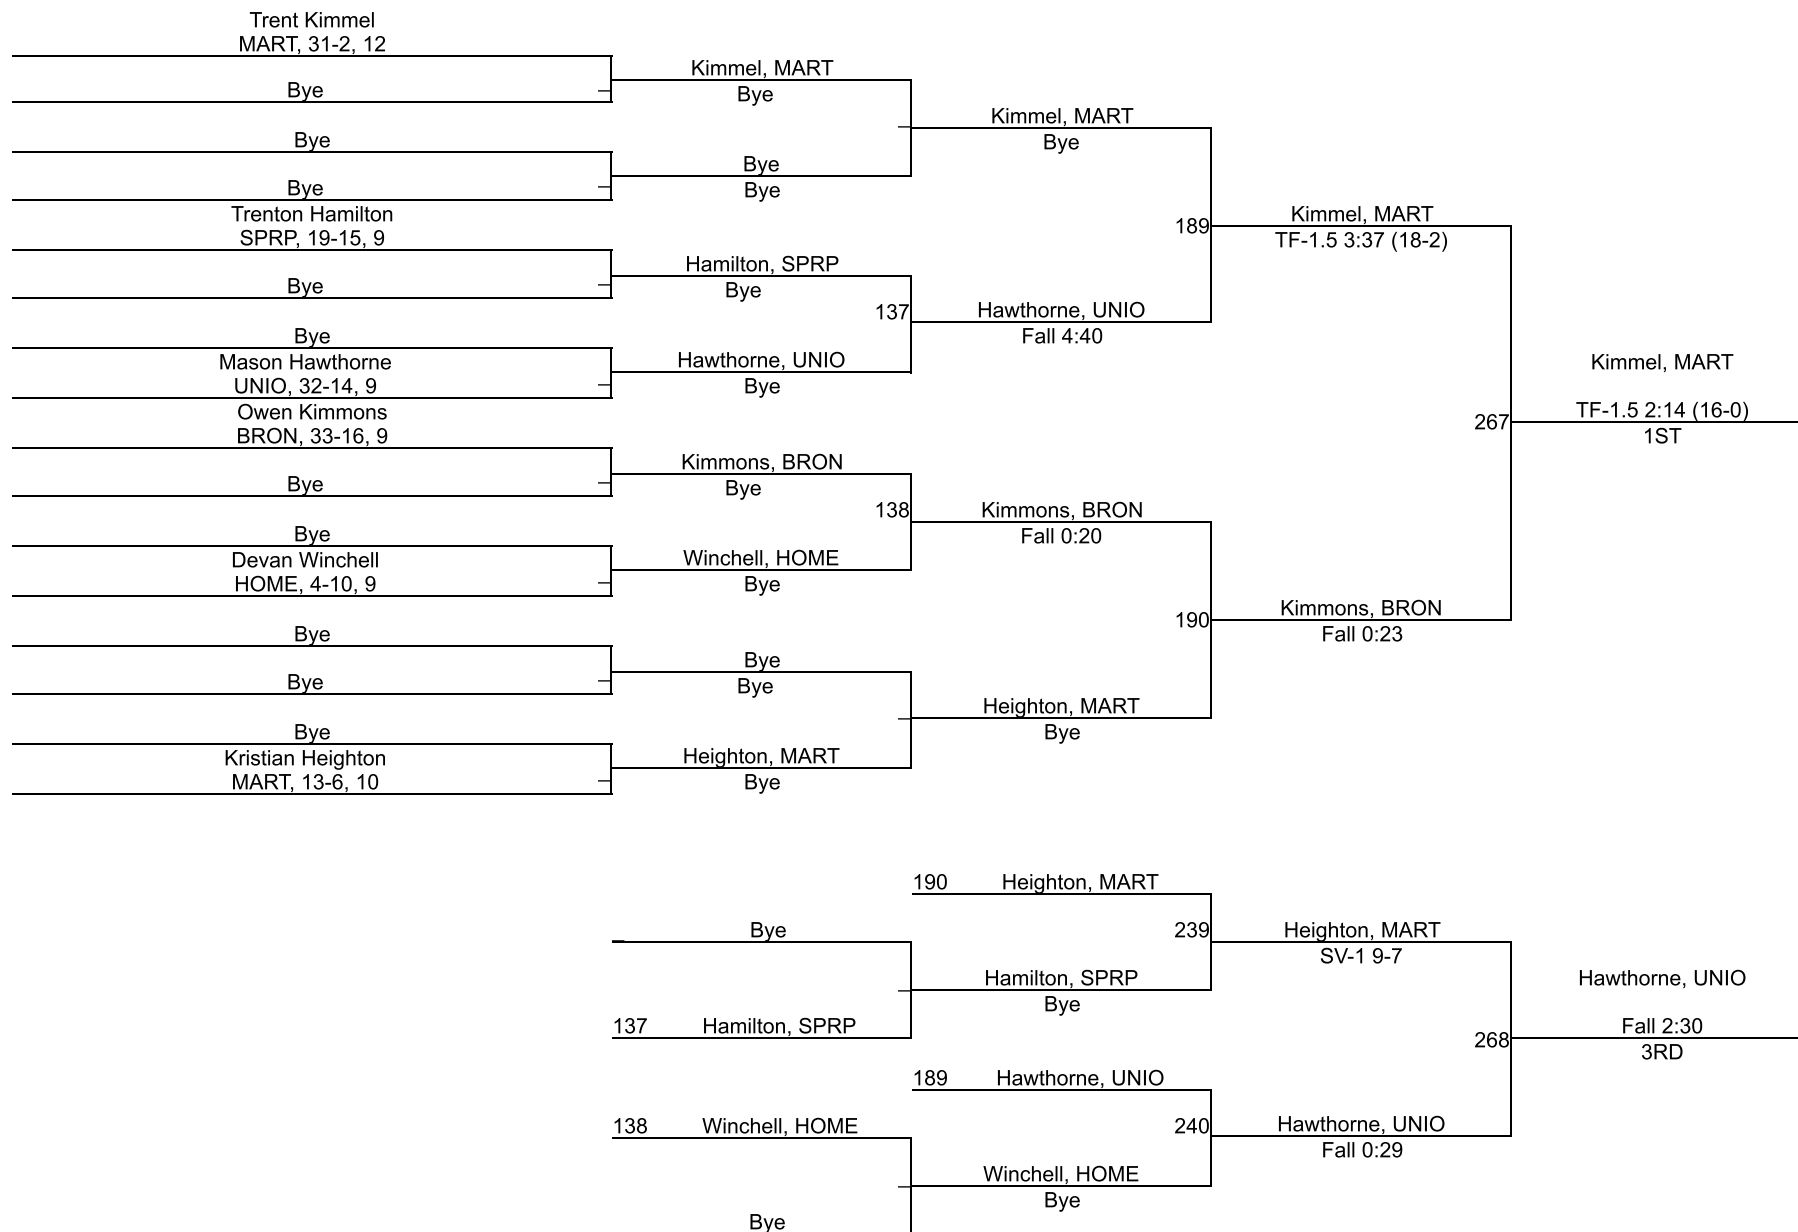 Trent Kimmel
MART, 31-2, 12
Bye
Bye
Bye
Trenton Hamilton
SPRP, 19-15, 9
Bye
Bye
Mason Hawthorne
UNIO, 32-14, 9
Owen Kimmons
BRON, 33-16, 9
Bye
Bye
Devan Winchell
HOME, 4-10, 9
Bye
Bye
Bye
Kristian Heighton
MART, 13-6, 10
Kimmel, MART
Bye
Bye
Bye
Hamilton, SPRP
Bye
Hawthorne, UNIO
Bye
Kimmons, BRON
Bye
Winchell, HOME
Bye
Bye
Bye
Heighton, MART
Bye
Kimmel, MART
Bye
137
Hawthorne, UNIO
Fall 4:40
138
Kimmons, BRON
Fall 0:20
Heighton, MART
Bye
189
Kimmel, MART
TF-1.5 3:37 (18-2)
190
Kimmons, BRON
Fall 0:23
267
Kimmel, MART
TF-1.5 2:14 (16-0)
1ST
Bye
137 Hamilton, SPRP
138 Winchell, HOME
Bye
190 Heighton, MART
Hamilton, SPRP
Bye
189 Hawthorne, UNIO
Winchell, HOME
Bye
239
Heighton, MART
SV-1 9-7
240
Hawthorne, UNIO
Fall 0:29
268
Hawthorne, UNIO
Fall 2:30
3RD